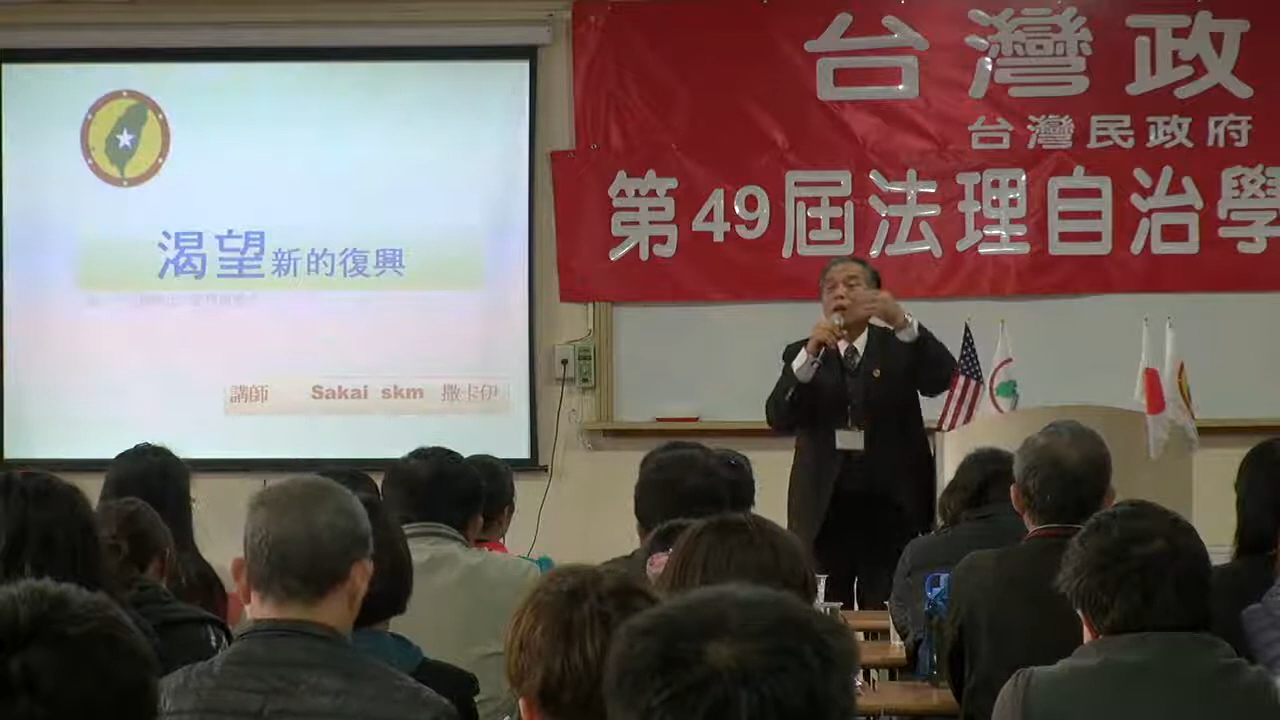 台灣政
台灣民政府
第49屆法理自治學
渴望新的復興
講師 Sakai skm 撒卡伊